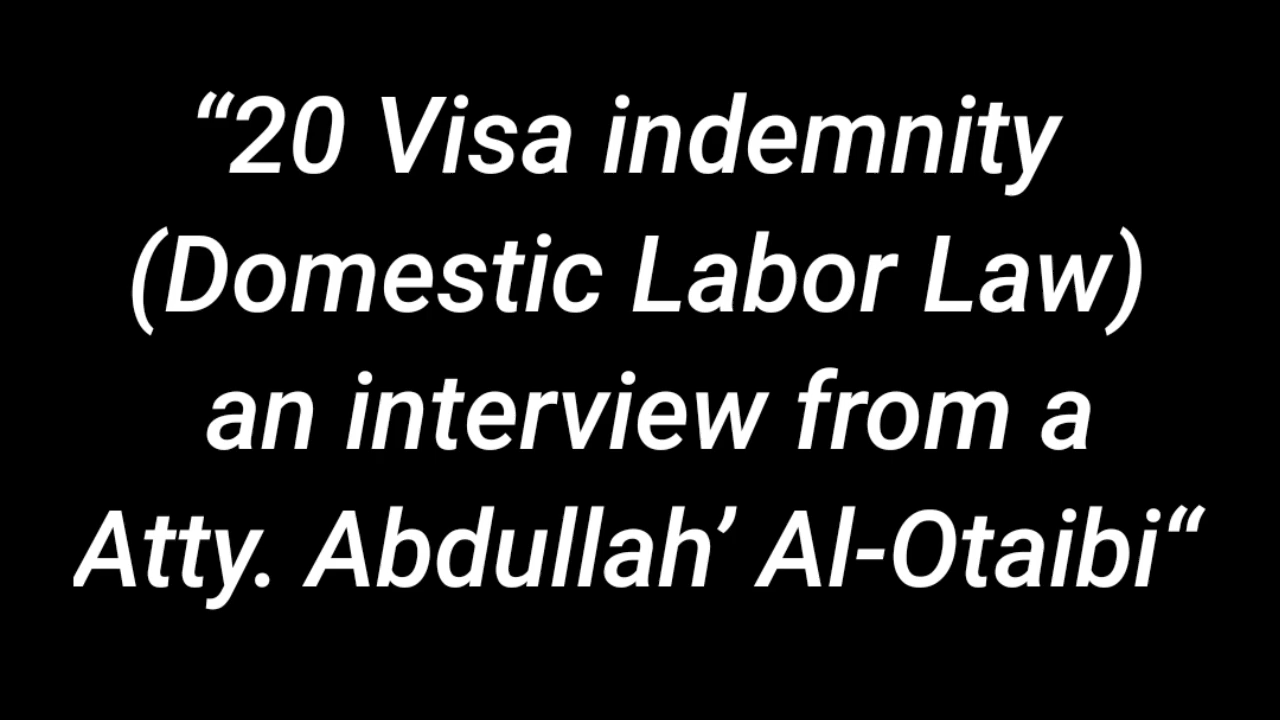 “20 Visa indemnity
(Domestic Labor Law)
an interview from a
Atty. Abdullah’ Al-Otaibi“